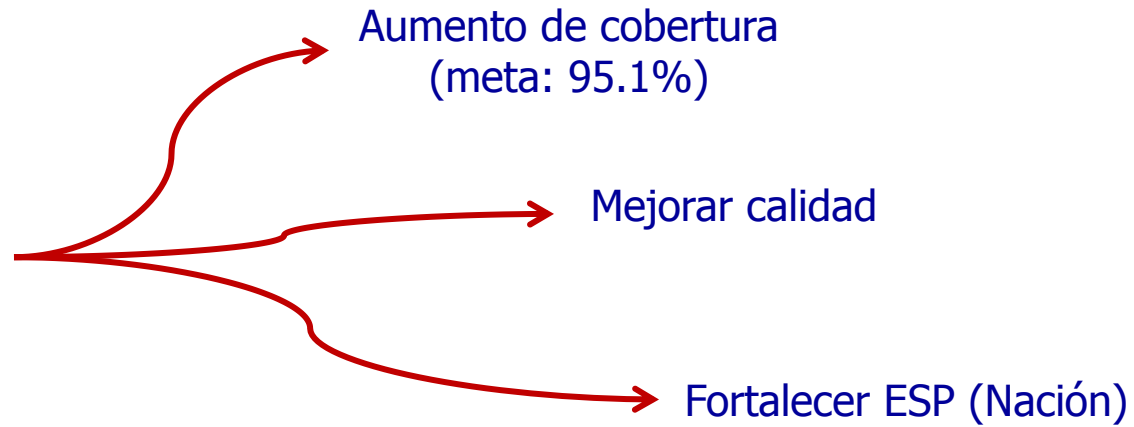 Aumento de cobertura
(meta: 95.1%)
Mejorar calidad
Fortalecer ESP (Nación)